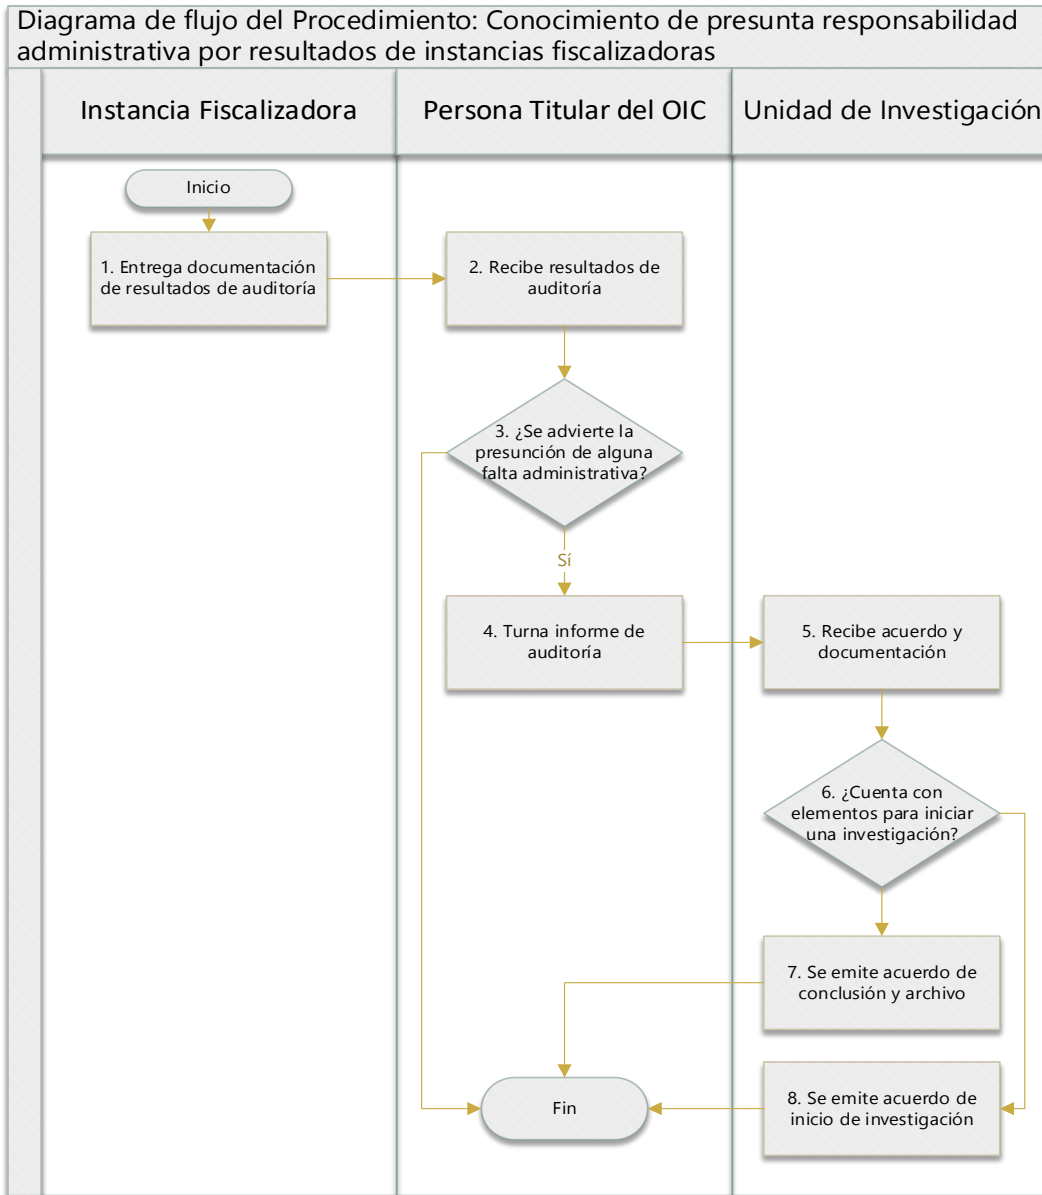 Diagrama de flujo del Procedimiento: Conocimiento de presunta responsabilidad
administrativa por resultados de instancias fiscalizadoras
Instancia Fiscalizadora
Persona Titular del OIC
Unidad de Investigación
Inicio
1. Entrega documentación
de resultados de auditoría
2. Recibe resultados de
auditoría
3. ¿Se advierte la
presunción de alguna
falta administrativa?
Sí
4. Turna informe de
auditoría
5. Recibe acuerdo y
documentación
6. ¿Cuenta con
elementos para iniciar
una investigación?
7. Se emite acuerdo de
conclusión y archivo
8. Se emite acuerdo de
inicio de investigación
Fin